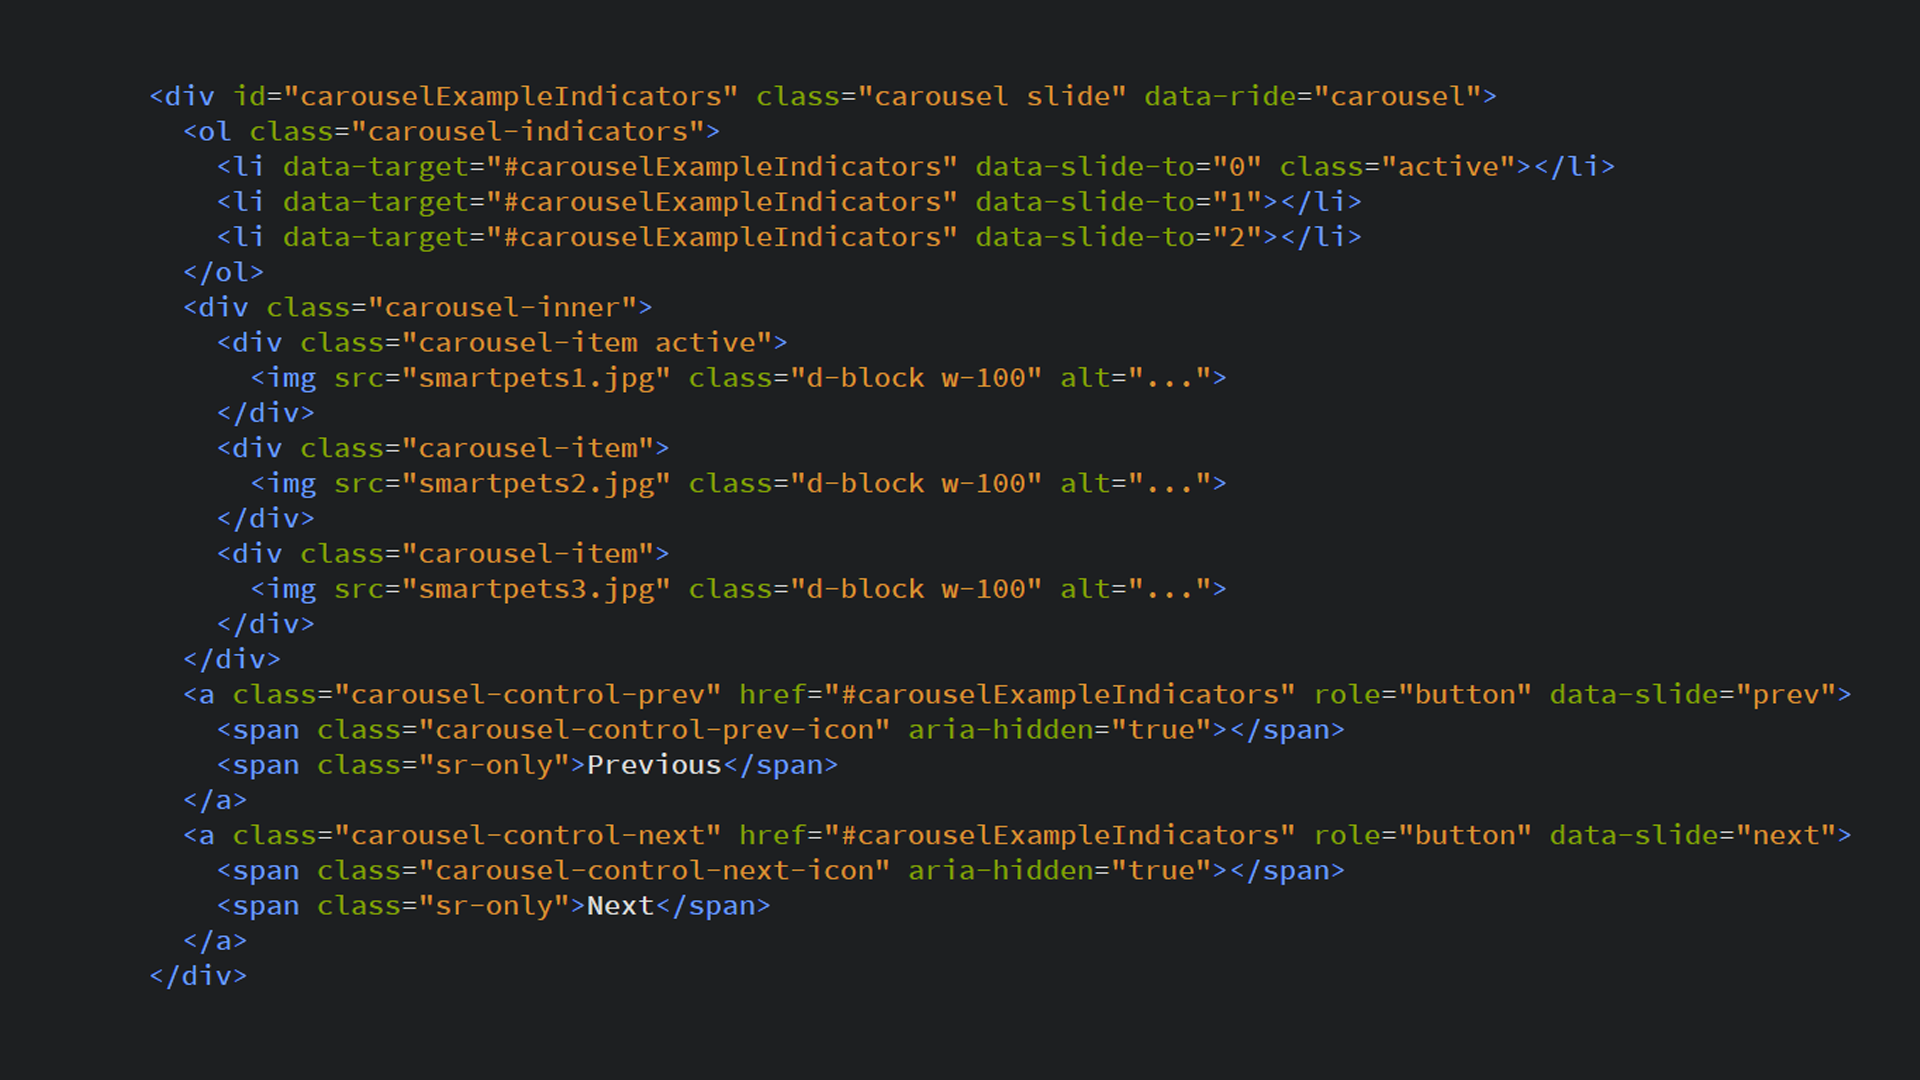 <div id="carouselExampleIndicators" class="carousel slide" data-ride="carousel">
  <ol class="carousel-indicators">
    <li data-target="#carouselExampleIndicators" data-slide-to="0" class="active"></li>
    <li data-target="#carouselExampleIndicators" data-slide-to="1"></li>
    <li data-target="#carouselExampleIndicators" data-slide-to="2"></li>
  </ol>
  <div class="carousel-inner">
    <div class="carousel-item active">
      <img src="smartpets1.jpg" class="d-block w-100" alt="...">
    </div>
    <div class="carousel-item">
      <img src="smartpets2.jpg" class="d-block w-100" alt="...">
    </div>
    <div class="carousel-item">
      <img src="smartpets3.jpg" class="d-block w-100" alt="...">
    </div>
  </div>
  <a class="carousel-control-prev" href="#carouselExampleIndicators" role="button" data-slide="prev">
    <span class="carousel-control-prev-icon" aria-hidden="true"></span>
    <span class="sr-only">Previous</span>
  </a>
  <a class="carousel-control-next" href="#carouselExampleIndicators" role="button" data-slide="next">
    <span class="carousel-control-next-icon" aria-hidden="true"></span>
    <span class="sr-only">Next</span>
  </a>
</div>